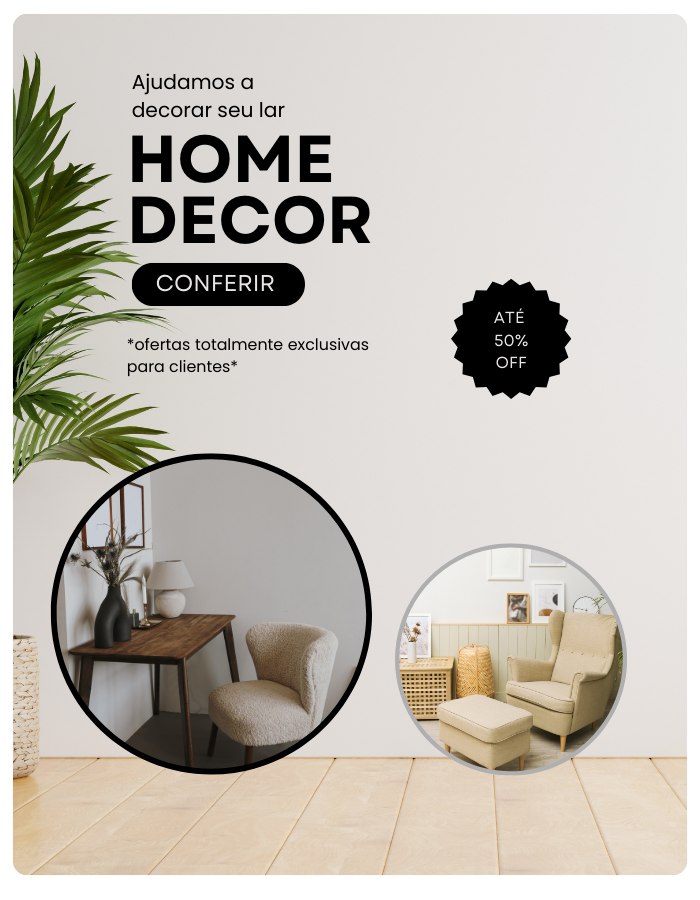 Ajudamos a
decorar seu lar
HOME
DECOR
CONFERIR
*ofertas totalmente exclusivas
para clientes*
ATÉ
50%
OFF